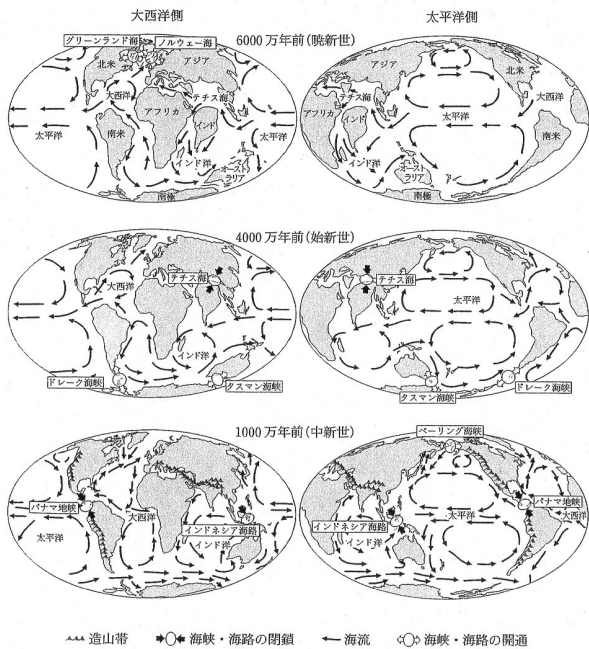 大西洋側
太平洋側
6000万年前(暁新世)
グリーンランド海
ノルウェー海
北米
アジア
大西洋
テチス海
アフリカ
インド
太平洋
太平洋
南米
インド洋
オーストラリア
南極
アジア
北米
テチス海
大西洋
アフリカ
インド
太平洋
南米
インド洋
オーストラリア
南極
4000万年前(始新世)
大西洋
テチス海
インド洋
ドレーク海峡
タスマン海峡
テチス海
太平洋
タスマン海峡
ドレーク海峡
1000万年前(中新世)
ベーリング海峡
パナマ地峡
大西洋
太平洋
インドネシア海路
インド洋
インドネシア海路
インド洋
太平洋
パナマ地峡
大西洋
造山帯
海峡・海路の閉鎖
海流
海峡・海路の開通